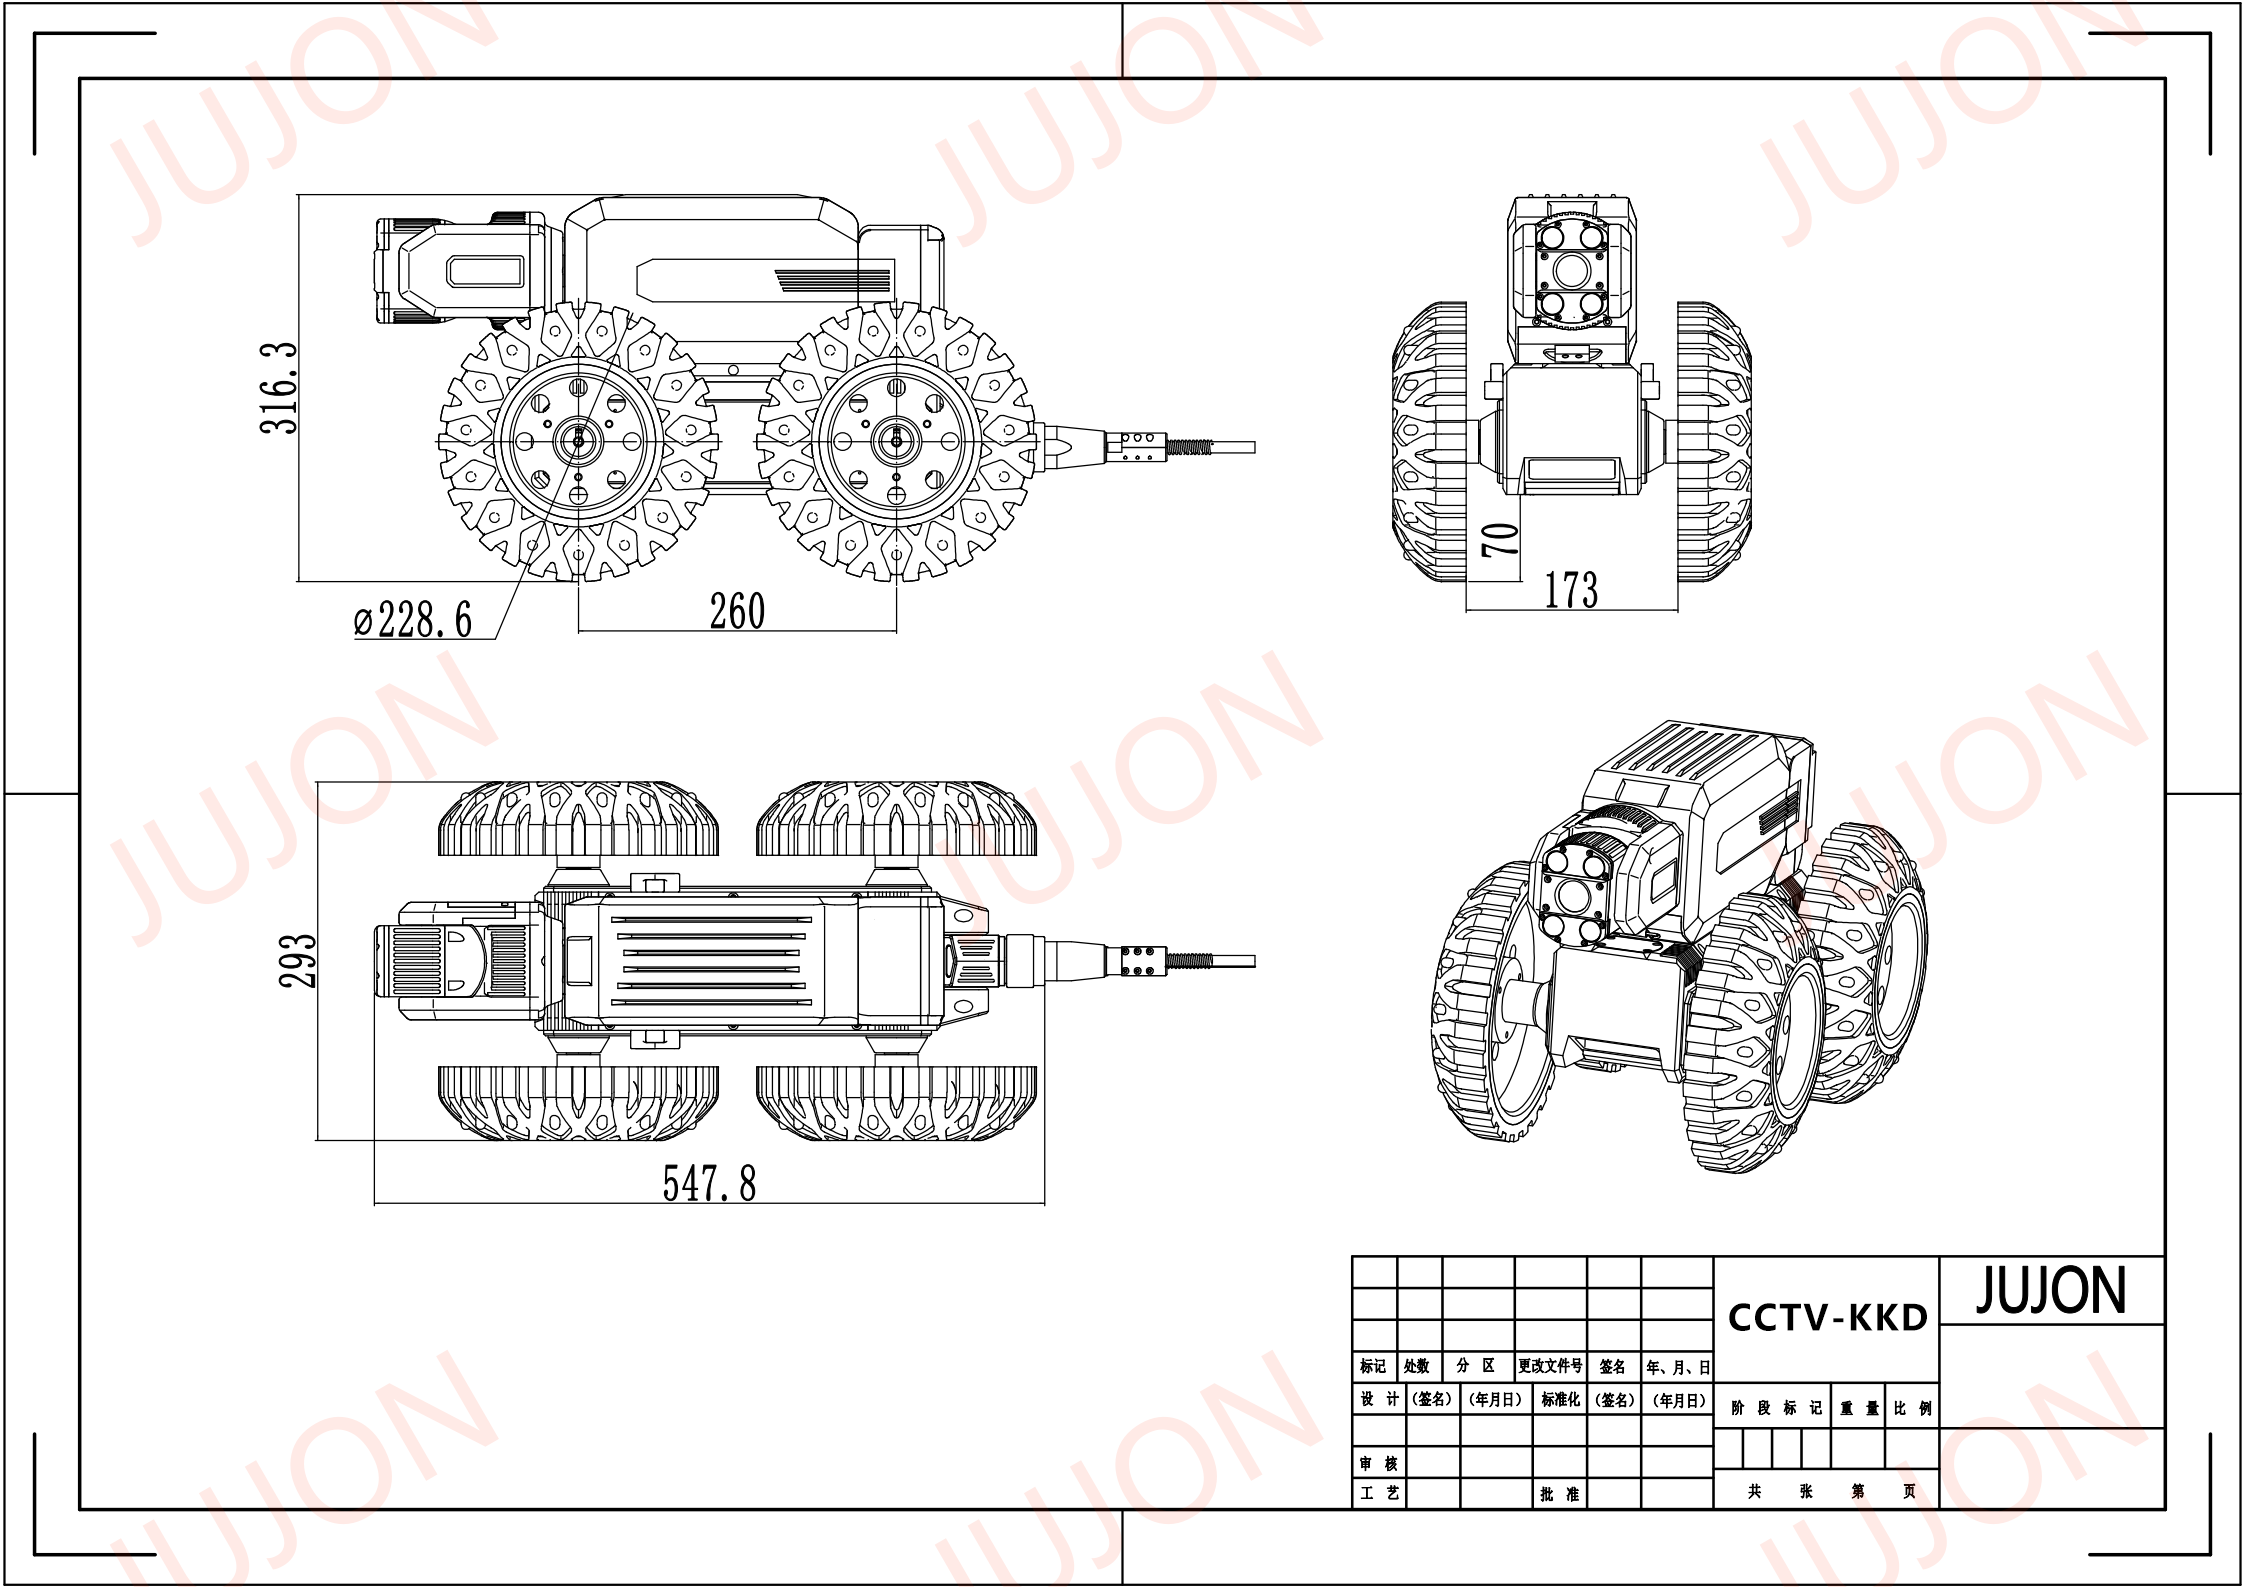 JUJON JUJON JUJON
316.3
ø228.6
260
70
173
JUJON JUJON JUJON
293
547.8
JUJON
CCTV-KKD
标记 处数 分 区 更改文件号 签名 年、月、日
设 计 (签名) (年月日) 标准化 (签名) (年月日)
阶 段 标 记 重 量 比 例
审 核
工 艺 批 准
共 张 第 页
JUJON JUJON JUJON